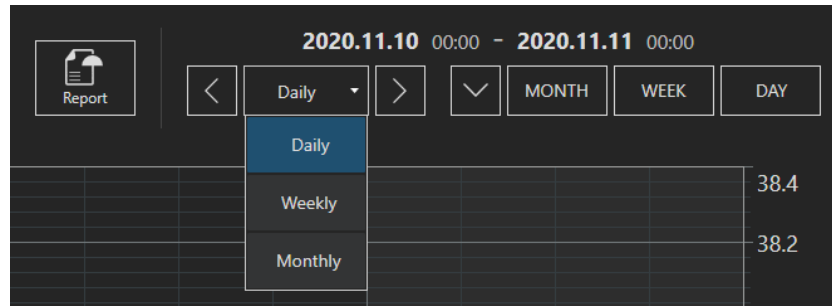 2020.11.10 00:00 - 2020.11.11 00:00
Report
Daily
MONTH
WEEK
DAY
Daily
Weekly
Monthly
38.4
38.2